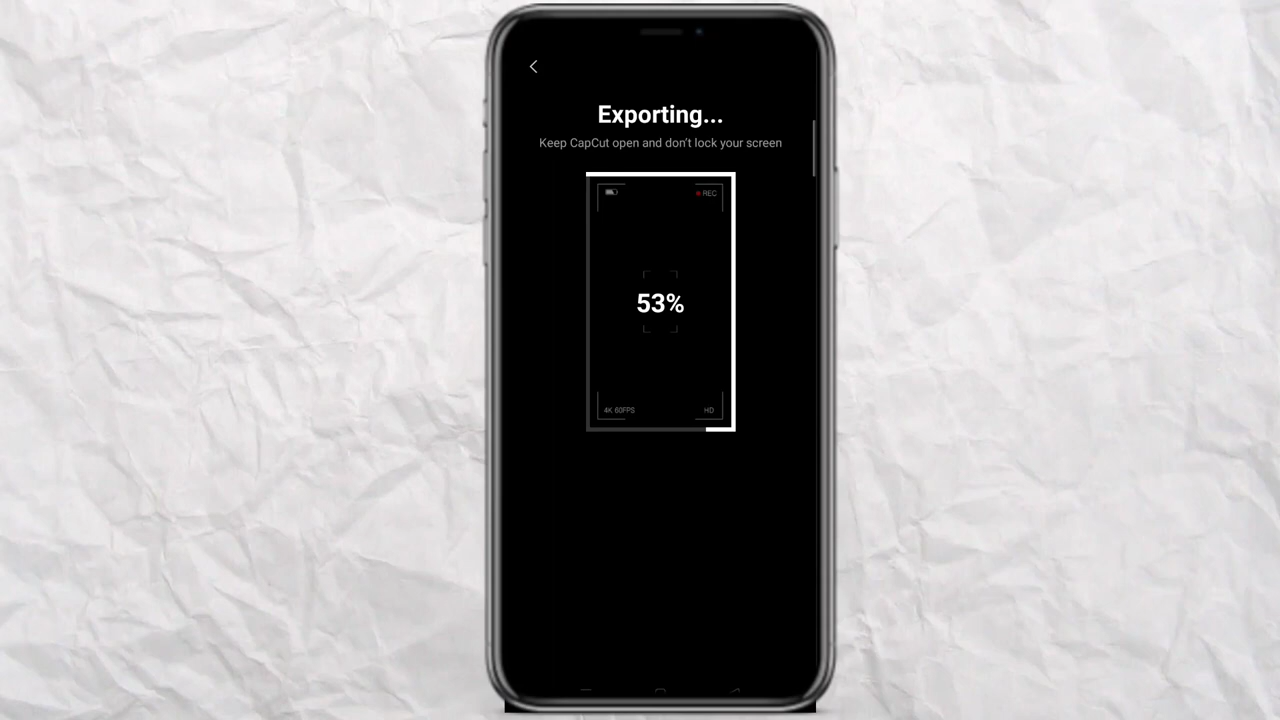 Exporting...
Keep CapCut open and don't lock your screen
REC
53%
4K 60FPS
HD